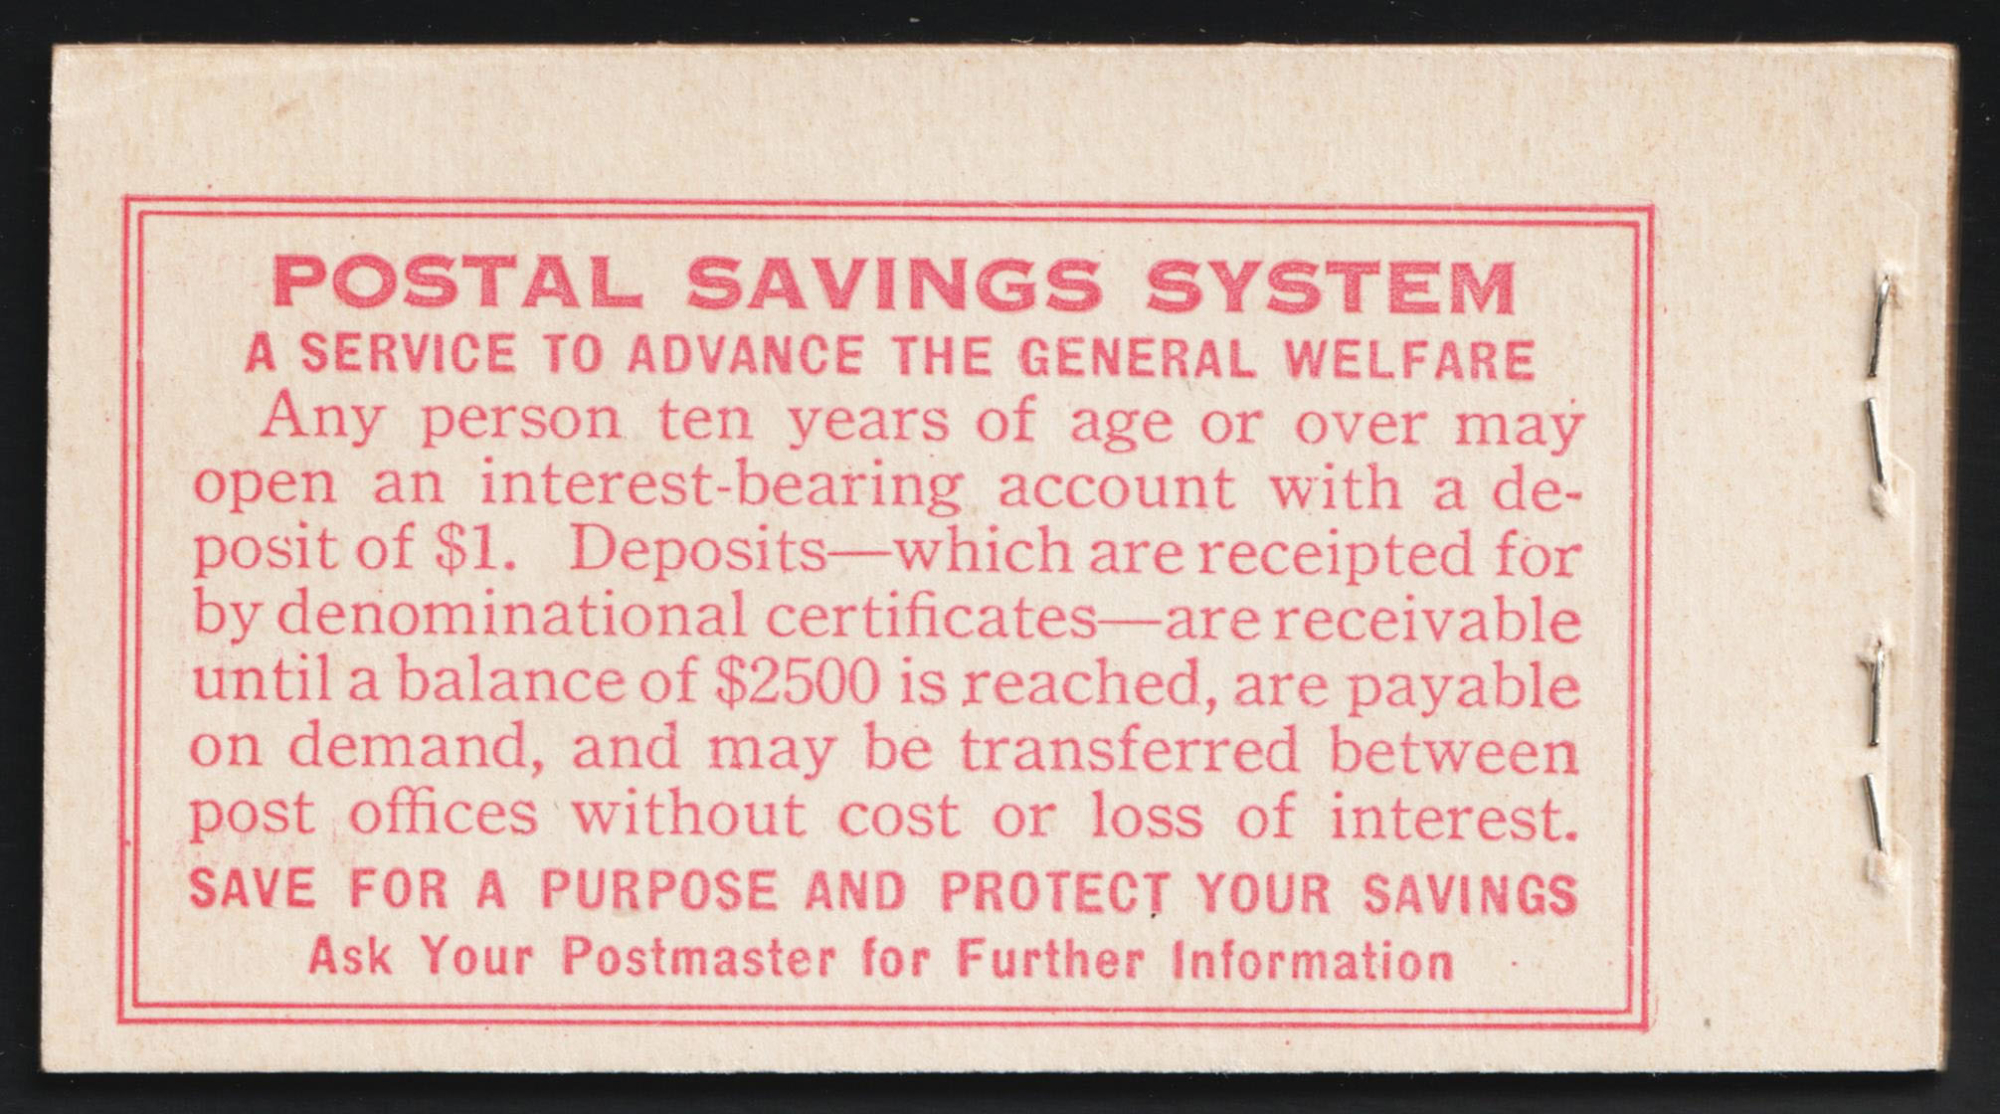 POSTAL SAVINGS SYSTEM
A SERVICE TO ADVANCE THE GENERAL WELFARE
Any person ten years of age or over may
open an interest-bearing account with a de-
posit of $1. Deposits—which are receipted for
by denominational certificates—are receivable
until a balance of $2500 is reached, are payable
on demand, and may be transferred between
post offices without cost or loss of interest.
SAVE FOR A PURPOSE AND PROTECT YOUR SAVINGS
Ask Your Postmaster for Further Information